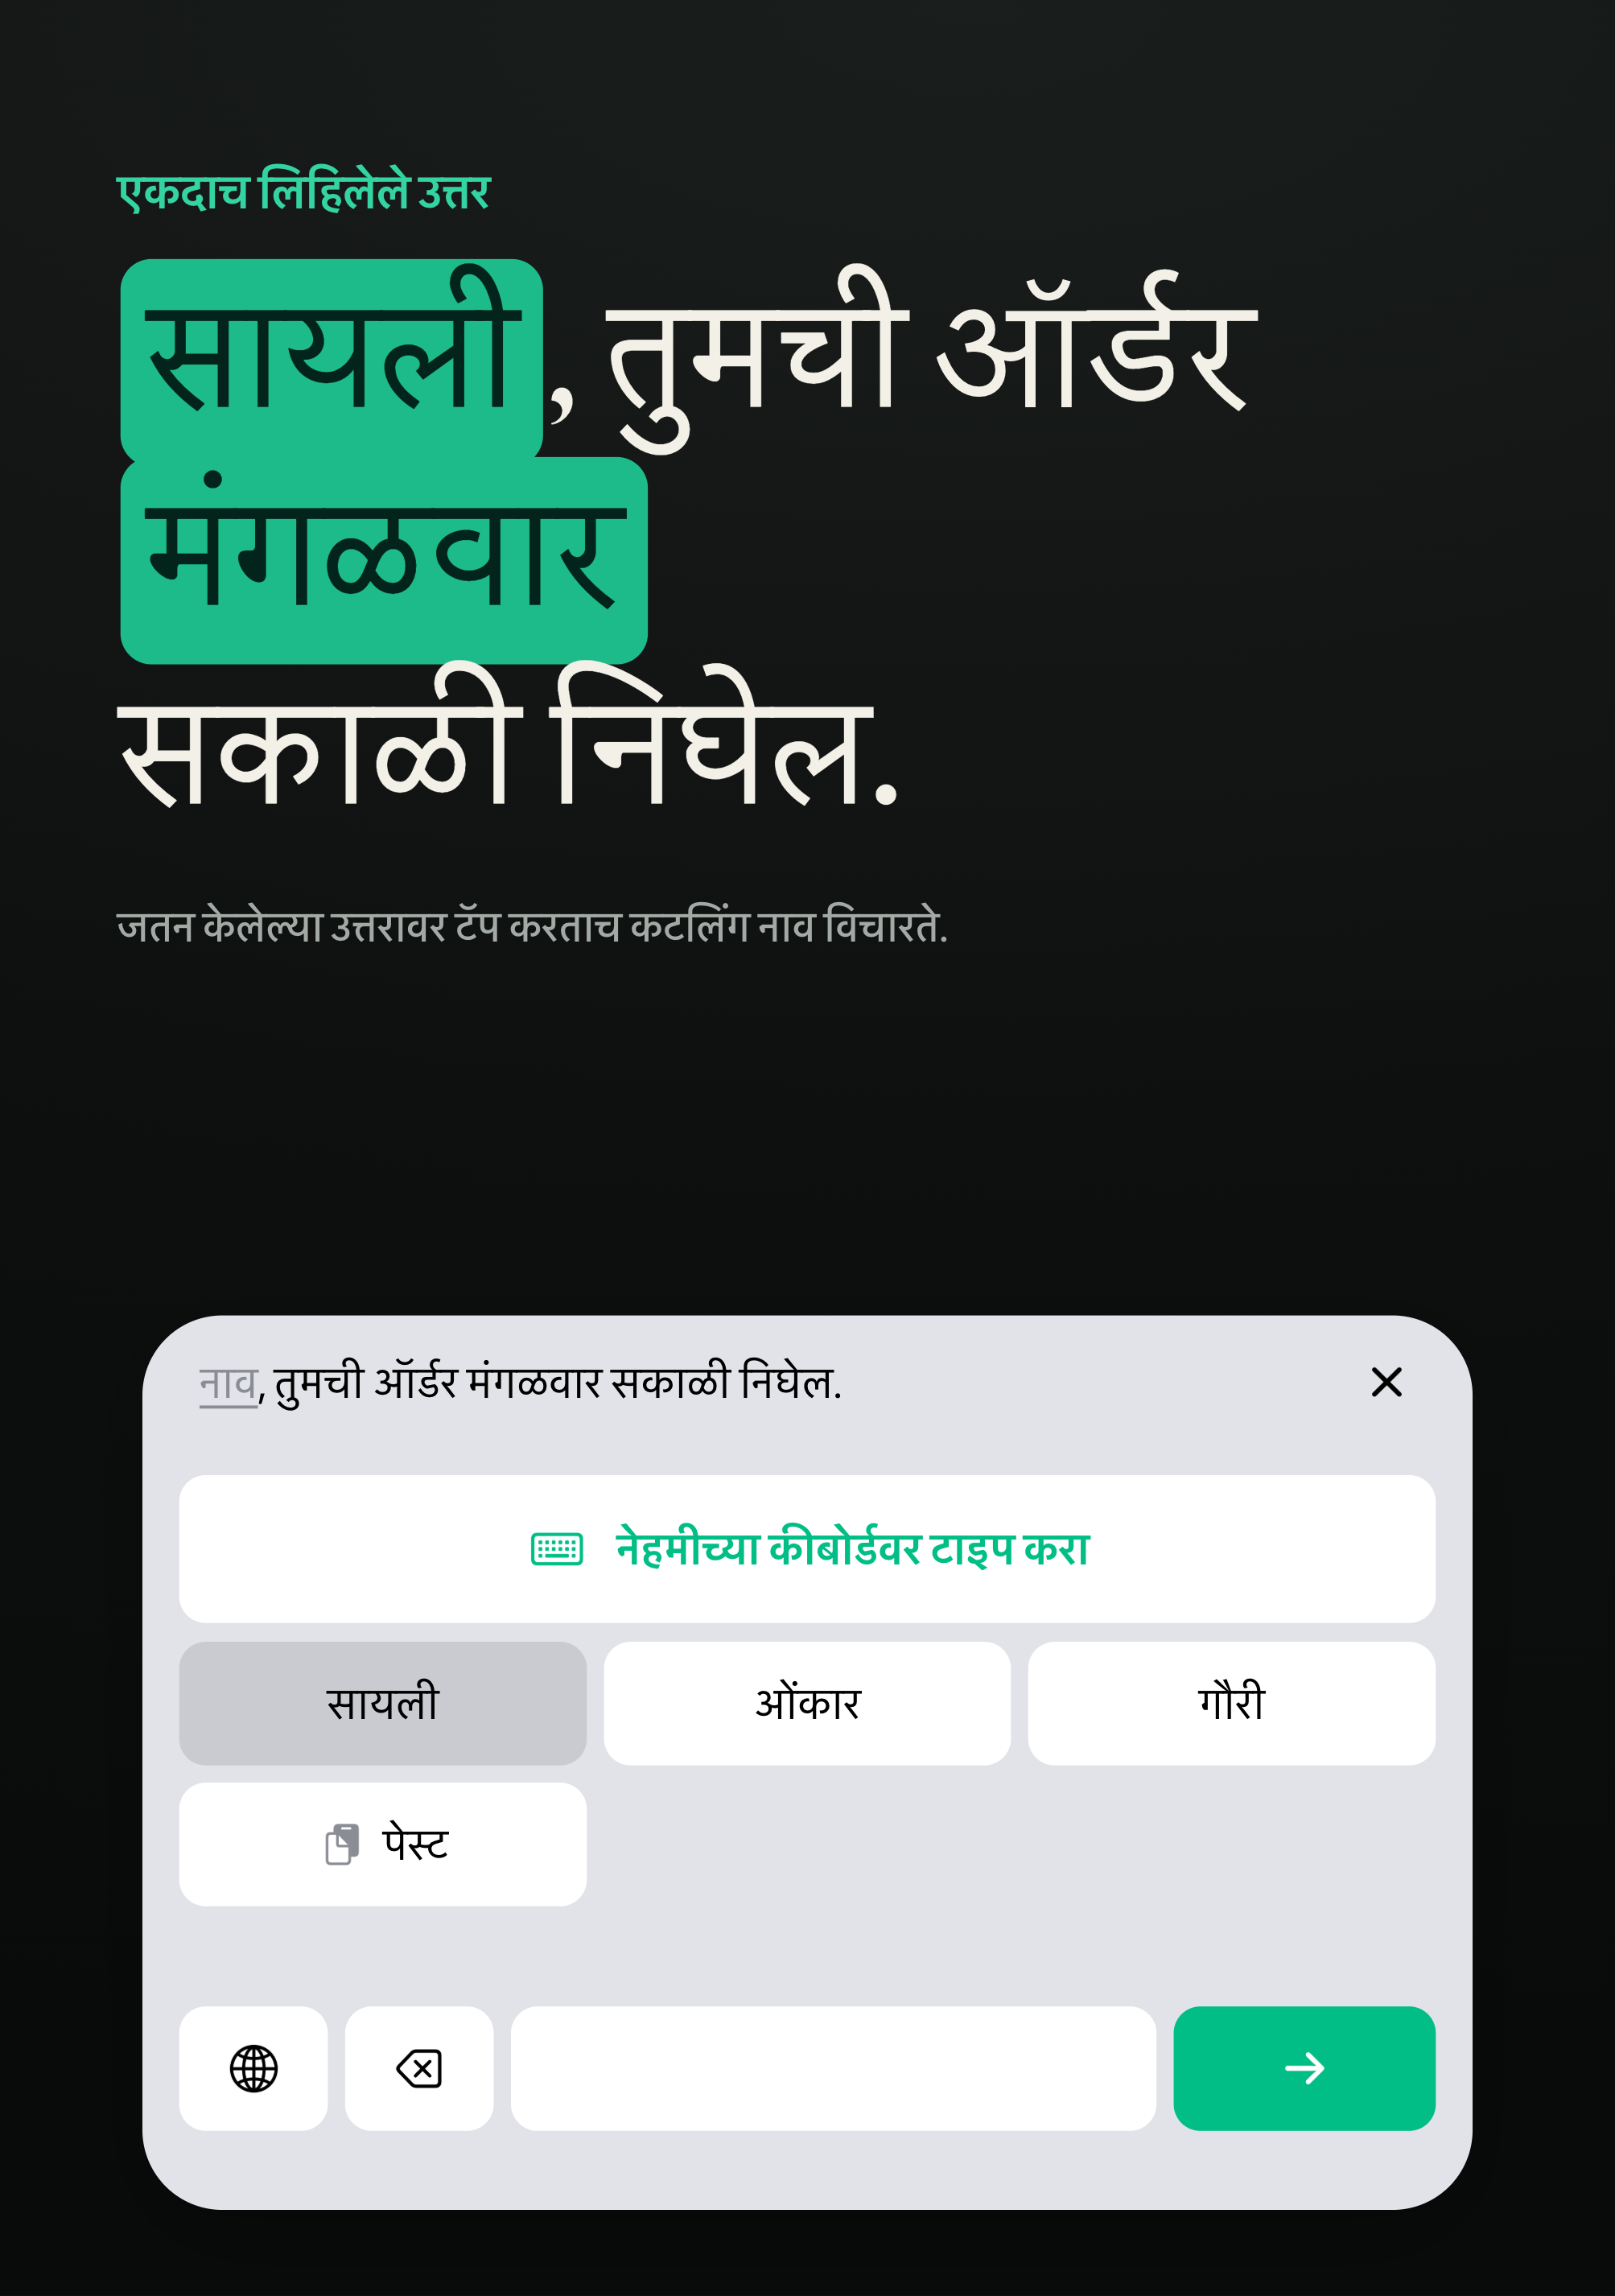 एकदाच लिहिलेले उत्तर
सायली, तुमची ऑर्डर
मंगळवार
सकाळी निघेल.
जतन केलेल्या उत्तरावर टॅप करताच कटलिंग नाव विचारते.
नाव, तुमची ऑर्डर मंगळवार सकाळी निघेल.
नेहमीच्या कीबोर्डवर टाइप करा
सायली
ओंकार
गौरी
पेस्ट